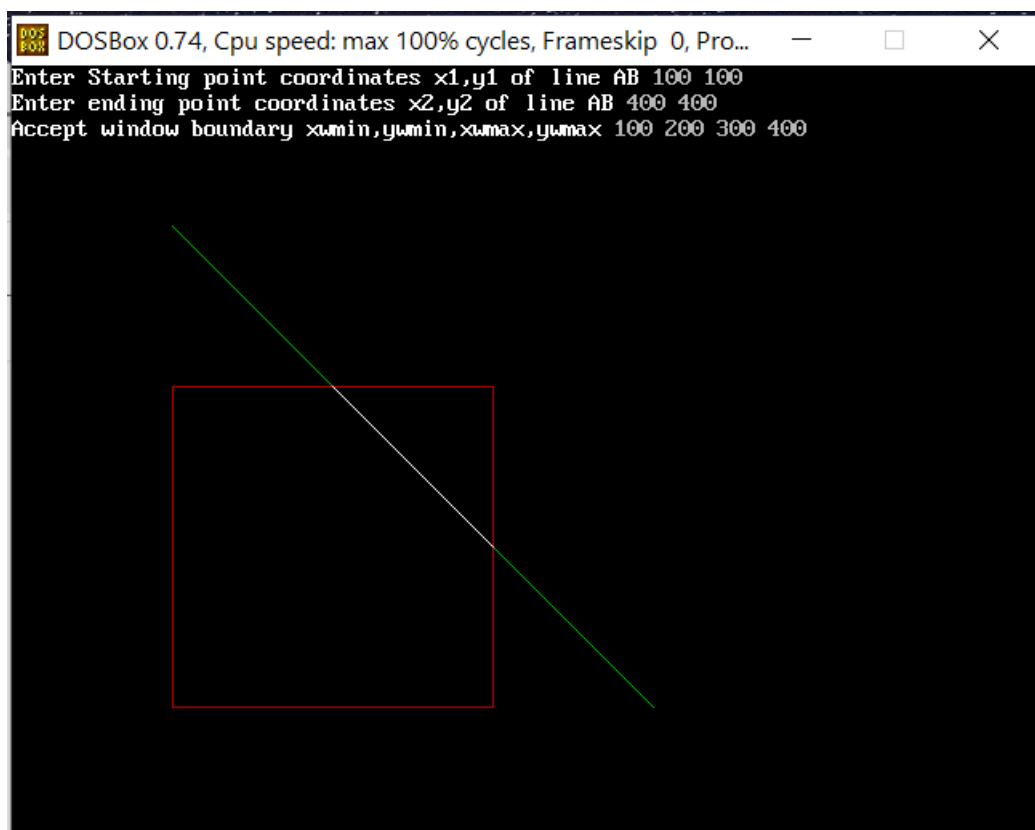 DOS
BOX
DOSBox 0.74, Cpu speed: max 100% cycles, Frameskip 0, Pro...
Enter Starting point coordinates x1,y1 of line AB 100 100
Enter ending point coordinates x2,y2 of line AB 400 400
Accept window boundary xwmin,ywmin,xwmax,ywmax 100 200 300 400